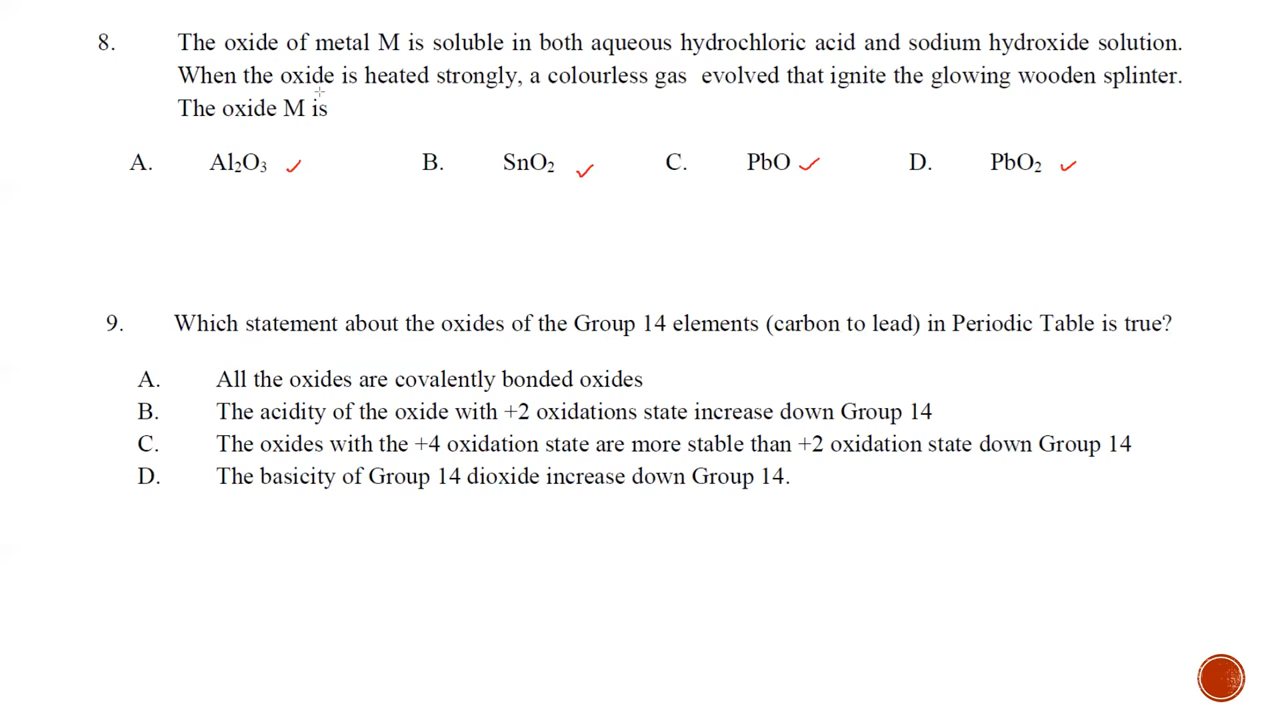 8. The oxide of metal M is soluble in both aqueous hydrochloric acid and sodium hydroxide solution.
When the oxide is heated strongly, a colourless gas evolved that ignite the glowing wooden splinter.
The oxide M is
A. Al₂O₃ ✓ B. SnO₂ ✓ C. PbO ✓ D. PbO₂ ✓
9. Which statement about the oxides of the Group 14 elements (carbon to lead) in Periodic Table is true?
A. All the oxides are covalently bonded oxides
B. The acidity of the oxide with +2 oxidations state increase down Group 14
C. The oxides with the +4 oxidation state are more stable than +2 oxidation state down Group 14
D. The basicity of Group 14 dioxide increase down Group 14.